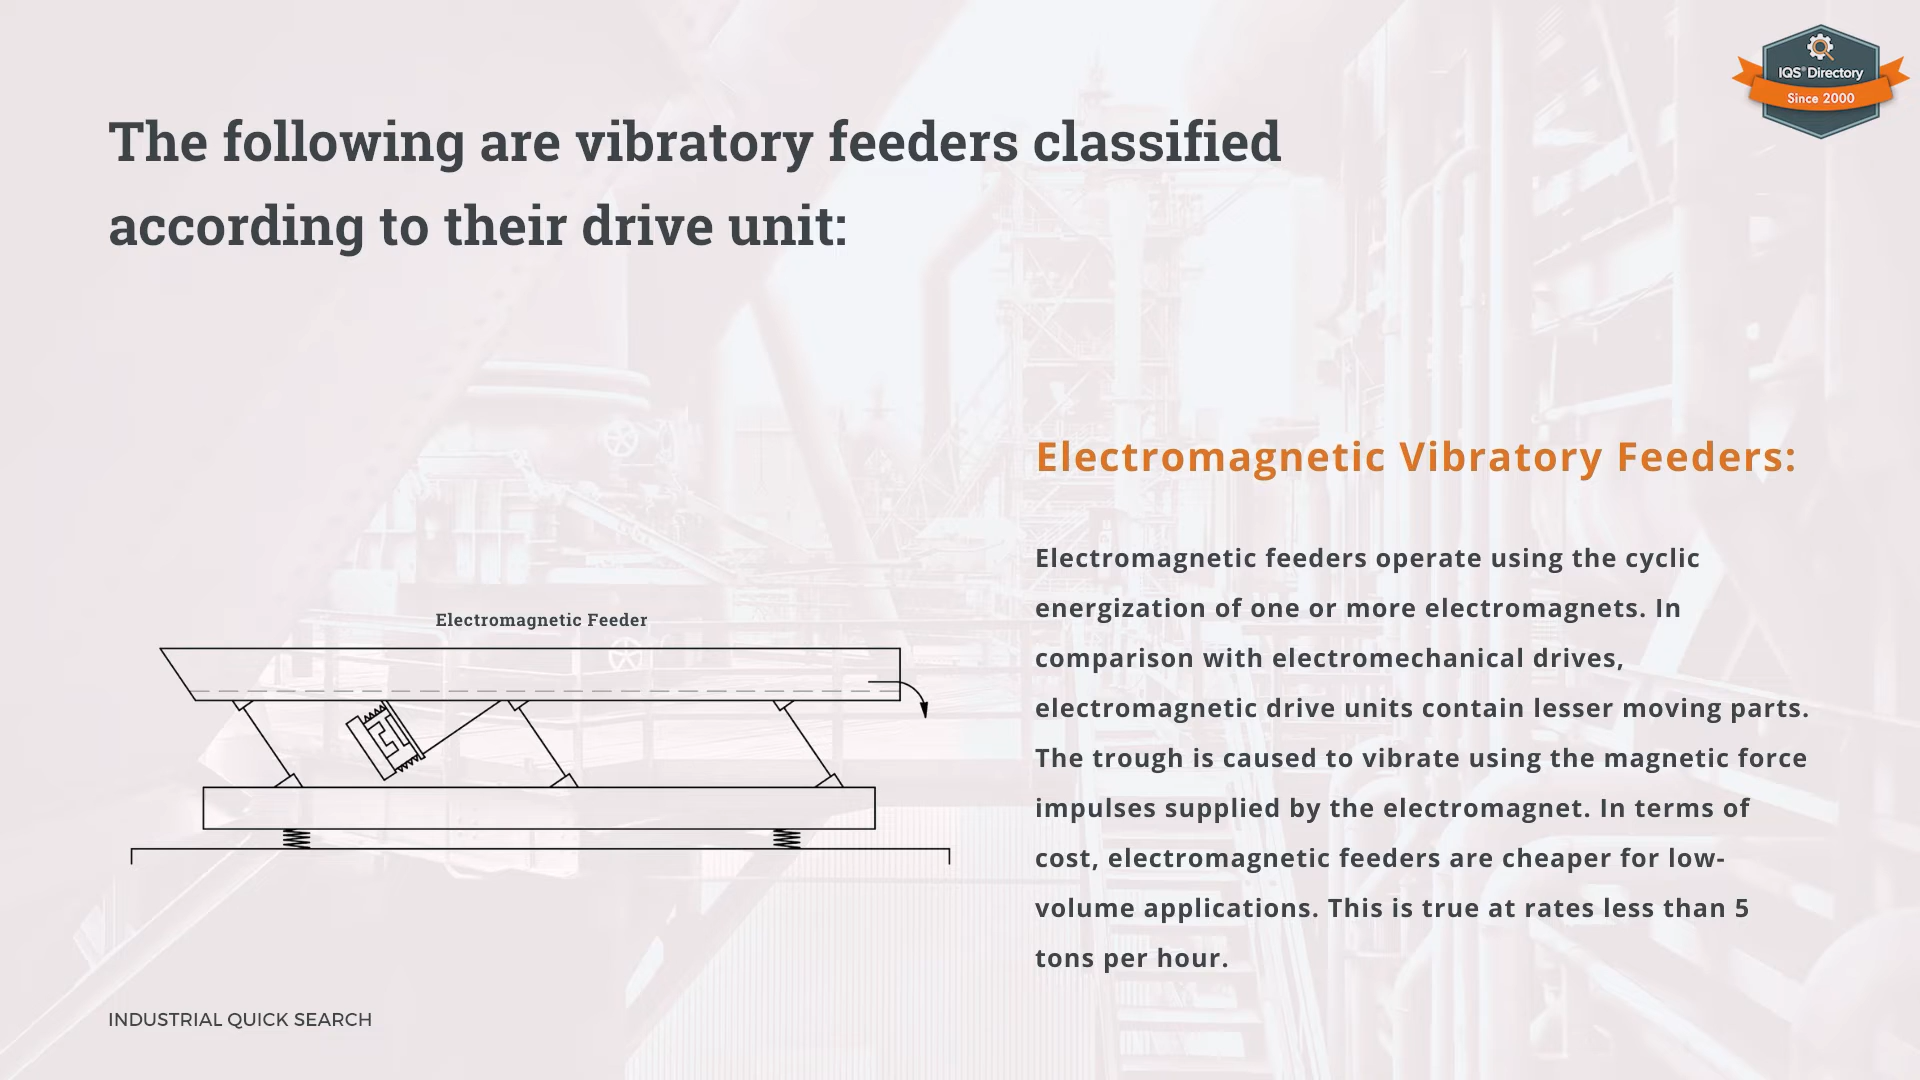 IQS® Directory
Since 2000
The following are vibratory feeders classified
according to their drive unit:
Electromagnetic Vibratory Feeders:
Electromagnetic feeders operate using the cyclic
energization of one or more electromagnets. In
comparison with electromechanical drives,
electromagnetic drive units contain lesser moving parts.
The trough is caused to vibrate using the magnetic force
impulses supplied by the electromagnet. In terms of
cost, electromagnetic feeders are cheaper for low-
volume applications. This is true at rates less than 5
tons per hour.
Electromagnetic Feeder
INDUSTRIAL QUICK SEARCH